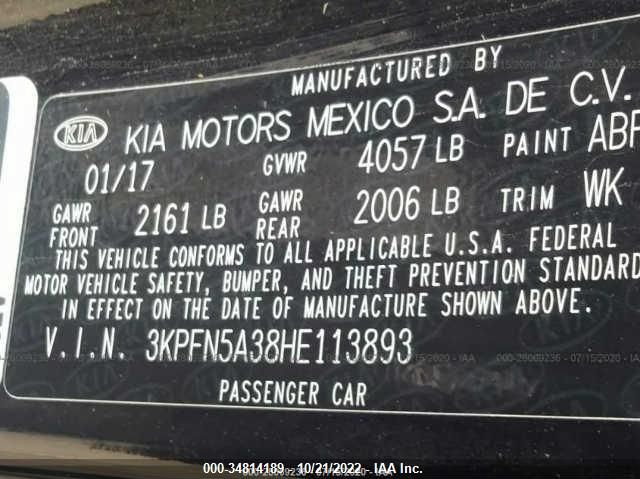 MANUFACTURED BY
KIA KIA MOTORS MEXICO S.A. DE C.V.
01/17 GVWR 4057 LB PAINT
GAWR FRONT 2161 LB GAWR REAR 2006 LB TRIM WK
THIS VEHICLE CONFORMS TO ALL APPLICABLE U.S.A. FEDERAL
MOTOR VEHICLE SAFETY, BUMPER, AND THEFT PREVENTION STANDARD
IN EFFECT ON THE DATE OF MANUFACTURE SHOWN ABOVE.
V.I.N. 3KPFN5A38HE113893
PASSENGER CAR
000-34814189 - 10/21/2022 - IAA Inc.